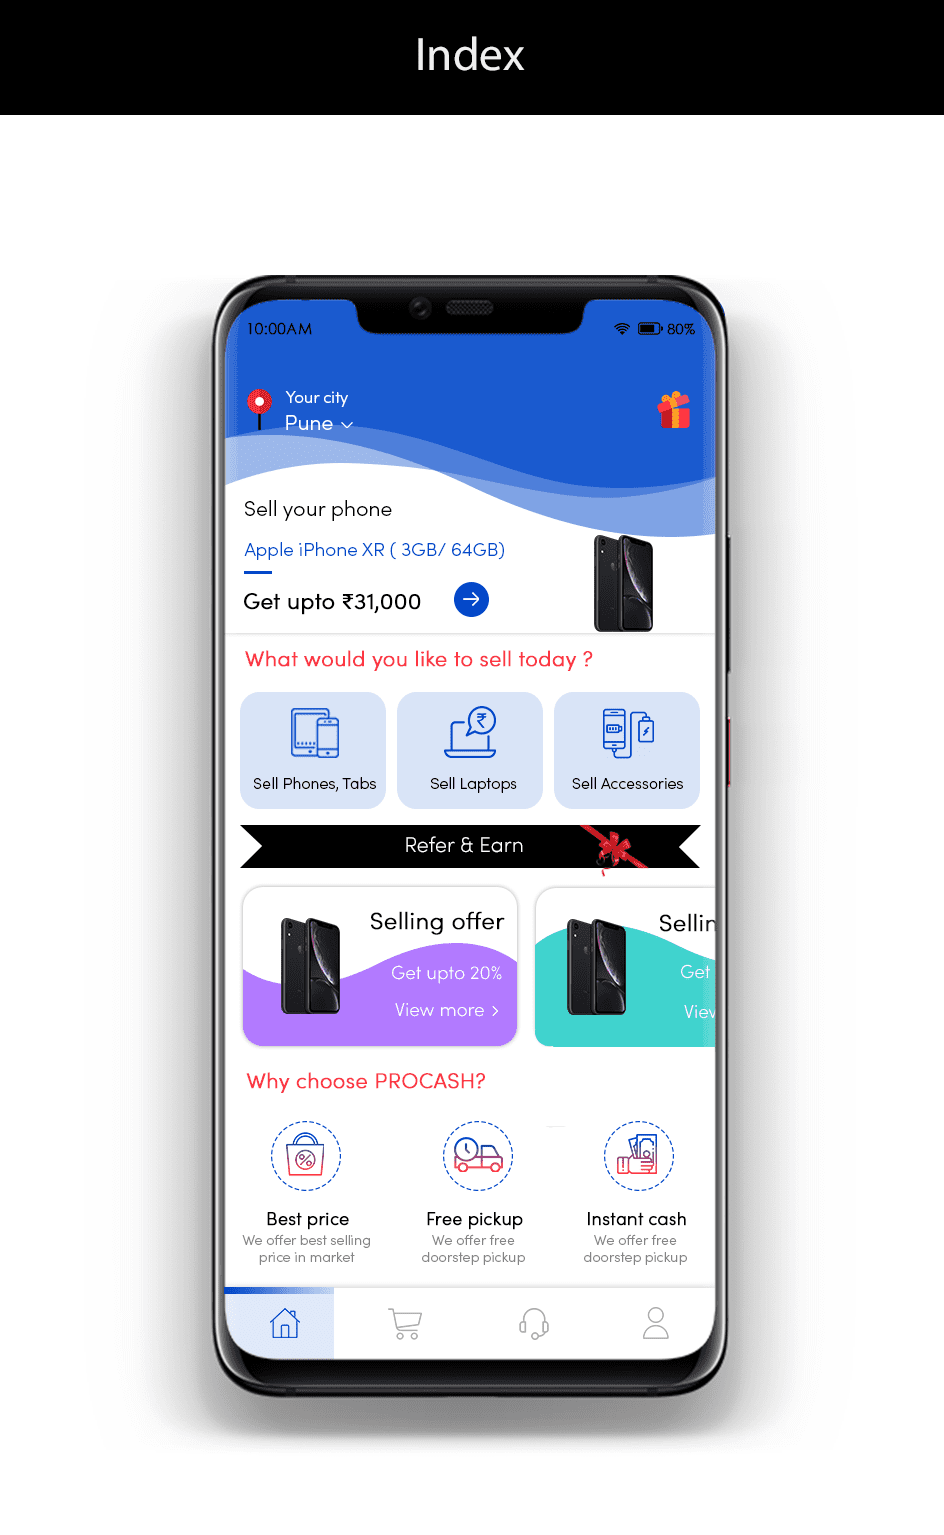 Index
10:00AM
80%
Your city
Pune
Sell your phone
Apple iPhone XR ( 3GB/ 64GB)
Get upto ₹31,000
What would you like to sell today ?
₹
Sell Phones, Tabs
Sell Laptops
Sell Accessories
Refer & Earn
Selling offer
Get upto 20%
View more >
Sellin
Get
Viev
Why choose PROCASH?
%
Best price
We offer best selling
price in market
Free pickup
We offer free
doorstep pickup
Instant cash
We offer free
doorstep pickup